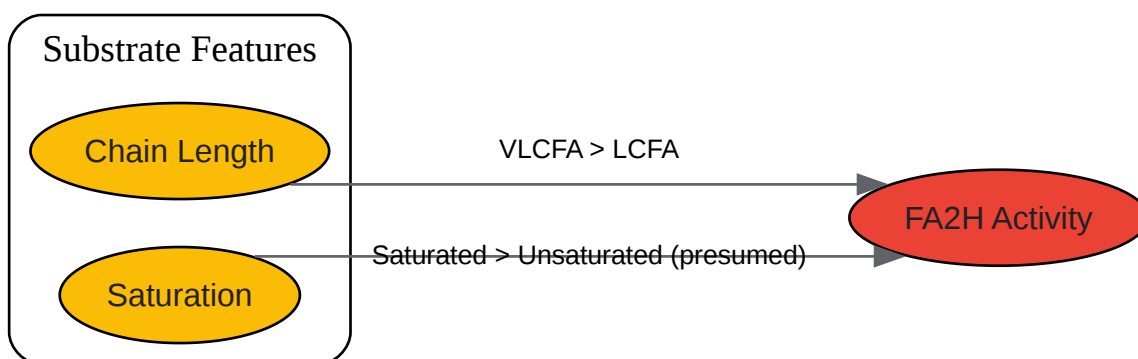 Substrate Features
Chain Length
VLCFA > LCFA
FA2H Activity
Saturated > Unsaturated (presumed)
Saturation